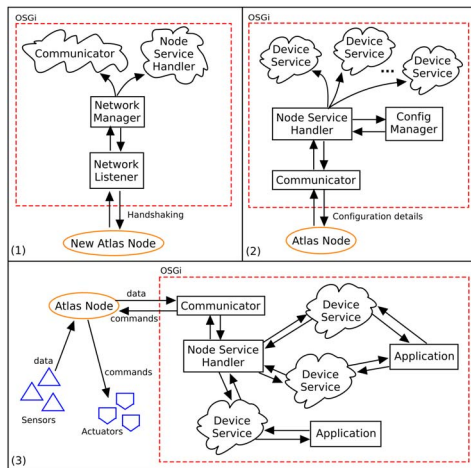 OSGi
Communicator
Node
Service
Handler
Network
Manager
Network
Listener
Handshaking
New Atlas Node
(1)
OSGi
Device
Service
Device
Service
...
Device
Service
Node Service
Handler
Config
Manager
Communicator
Configuration details
Atlas Node
(2)
OSGi
data
Atlas Node
commands
Communicator
Device
Service
Node Service
Handler
Application
data
commands
Device
Service
Sensors
Actuators
Device
Service
Application
(3)